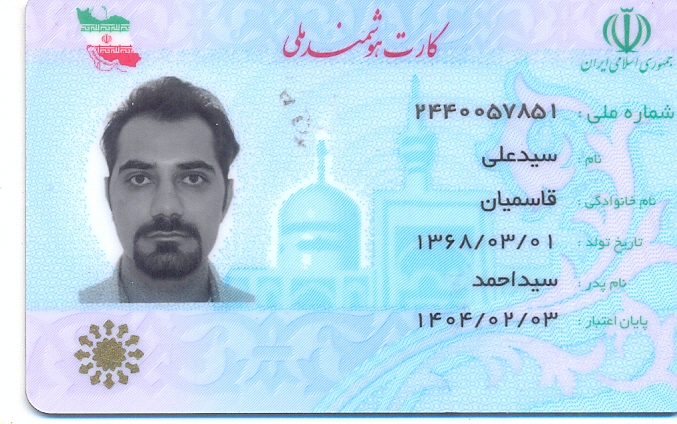 کارت هوشمند ملی
جمهوری اسلامی ایران
شماره ملی : ۲۴۴۰۰۵۷۸۵۱
نام : سیدعلی
نام خانوادگی : قاسمیان
تاریخ تولد : ۱۳۶۸/۰۳/۰۱
نام پدر : سیداحمد
پایان اعتبار : ۱۴۰۴/۰۲/۰۳